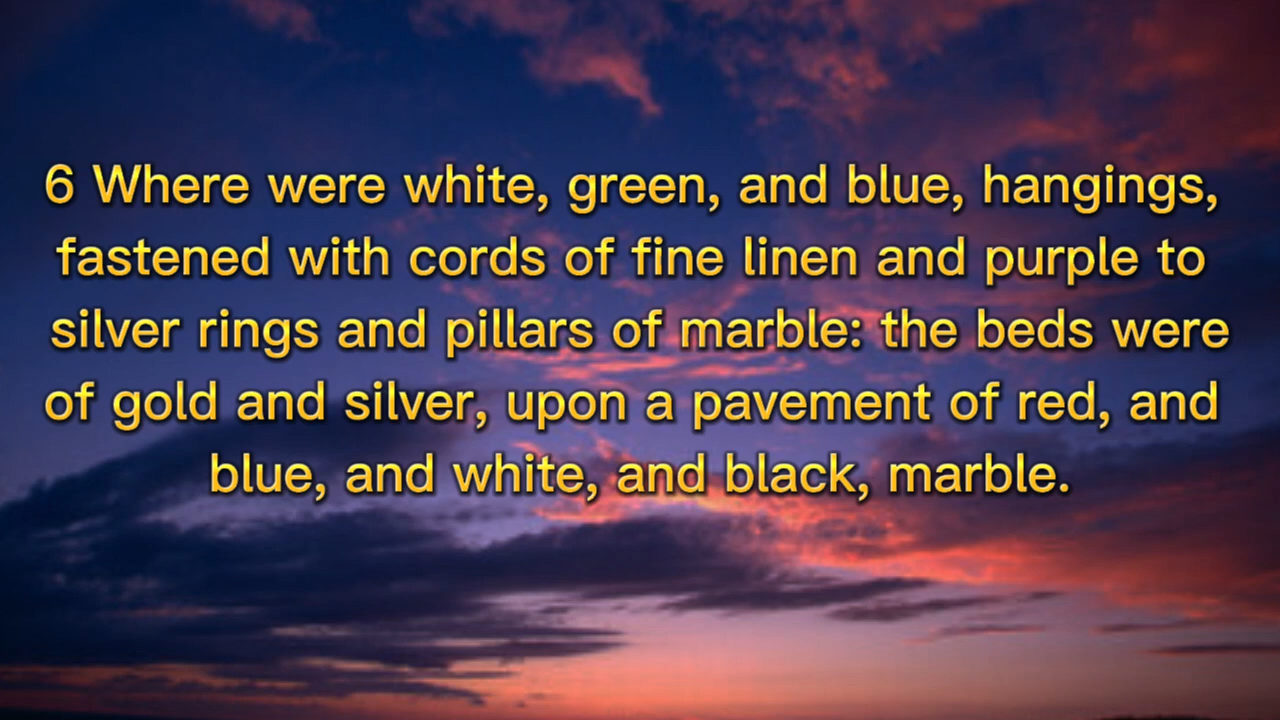 6 Where were white, green, and blue, hangings,
fastened with cords of fine linen and purple to
silver rings and pillars of marble: the beds were
of gold and silver, upon a pavement of red, and
blue, and white, and black, marble.